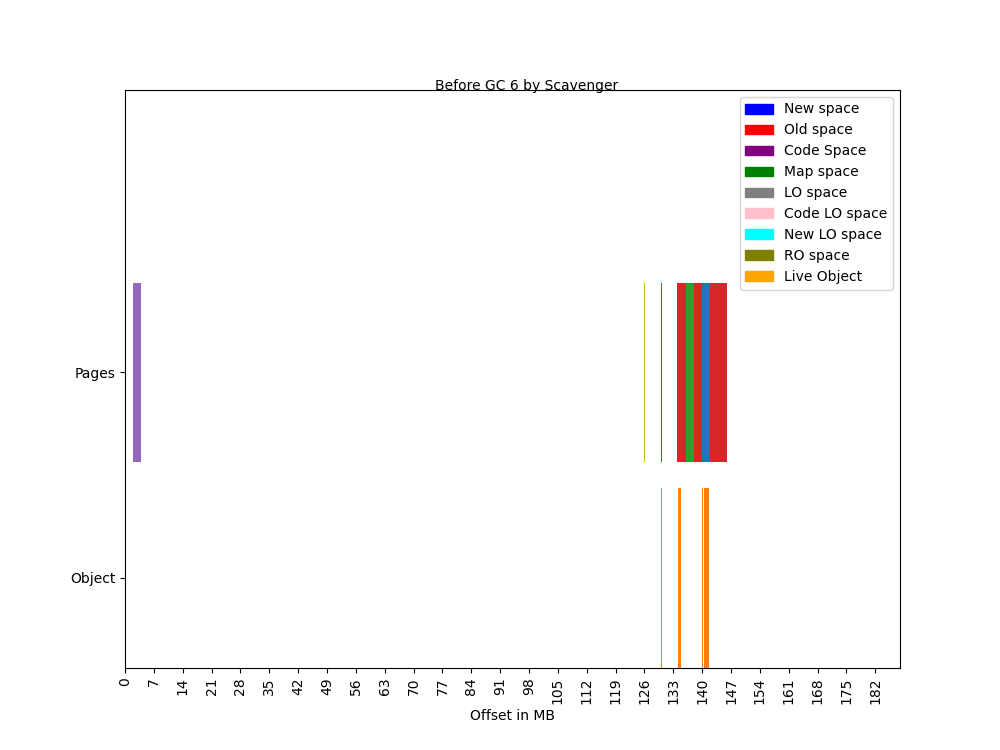 Before GC 6 by Scavenger
New space
Old space
Code Space
Map space
LO space
Code LO space
New LO space
RO space
Live Object
Pages
Object
0 7 14 21 28 35 42 49 56 63 70 77 84 91 98 105 112 119 126 133 140 147 154 161 168 175 182
Offset in MB